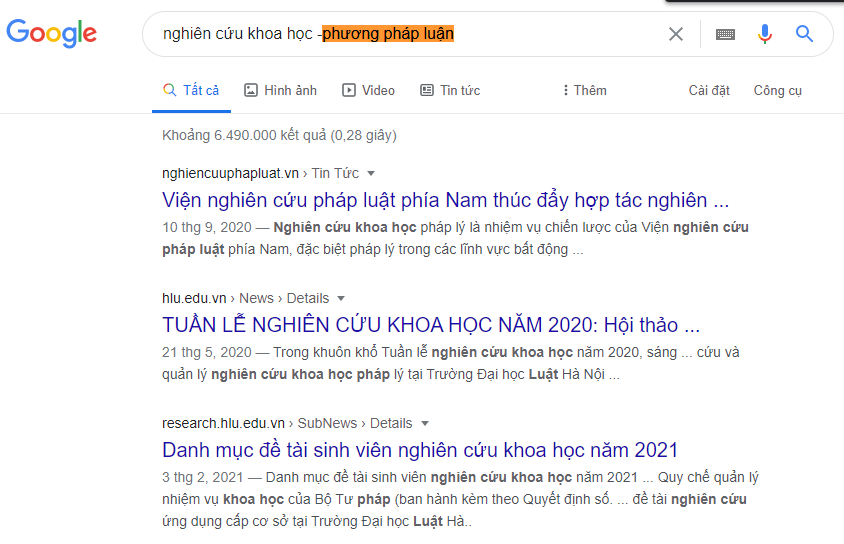 Google
nghiên cứu khoa học -phương pháp luận
Tất cả Hình ảnh Video Tin tức Thêm Cài đặt Công cụ
Khoảng 6.490.000 kết quả (0,28 giây)
nghiencuuphapluat.vn › Tin Tức
Viện nghiên cứu pháp luật phía Nam thúc đẩy hợp tác nghiên ...
10 thg 9, 2020 — Nghiên cứu khoa học pháp lý là nhiệm vụ chiến lược của Viện nghiên cứu
pháp luật phía Nam, đặc biệt pháp lý trong các lĩnh vực bất động ...
hlu.edu.vn › News › Details
TUẦN LỄ NGHIÊN CỨU KHOA HỌC NĂM 2020: Hội thảo ...
21 thg 5, 2020 — Trong khuôn khổ Tuần lễ nghiên cứu khoa học năm 2020, sáng ... cứu và
quản lý nghiên cứu khoa học pháp lý tại Trường Đại học Luật Hà Nội ...
research.hlu.edu.vn › SubNews › Details
Danh mục đề tài sinh viên nghiên cứu khoa học năm 2021
3 thg 2, 2021 — Danh mục đề tài sinh viên nghiên cứu khoa học năm 2021 ... Quy chế quản lý
nhiệm vụ khoa học của Bộ Tư pháp (ban hành kèm theo Quyết định số. ... đề tài nghiên cứu
ứng dụng cấp cơ sở tại Trường Đại học Luật Hà..